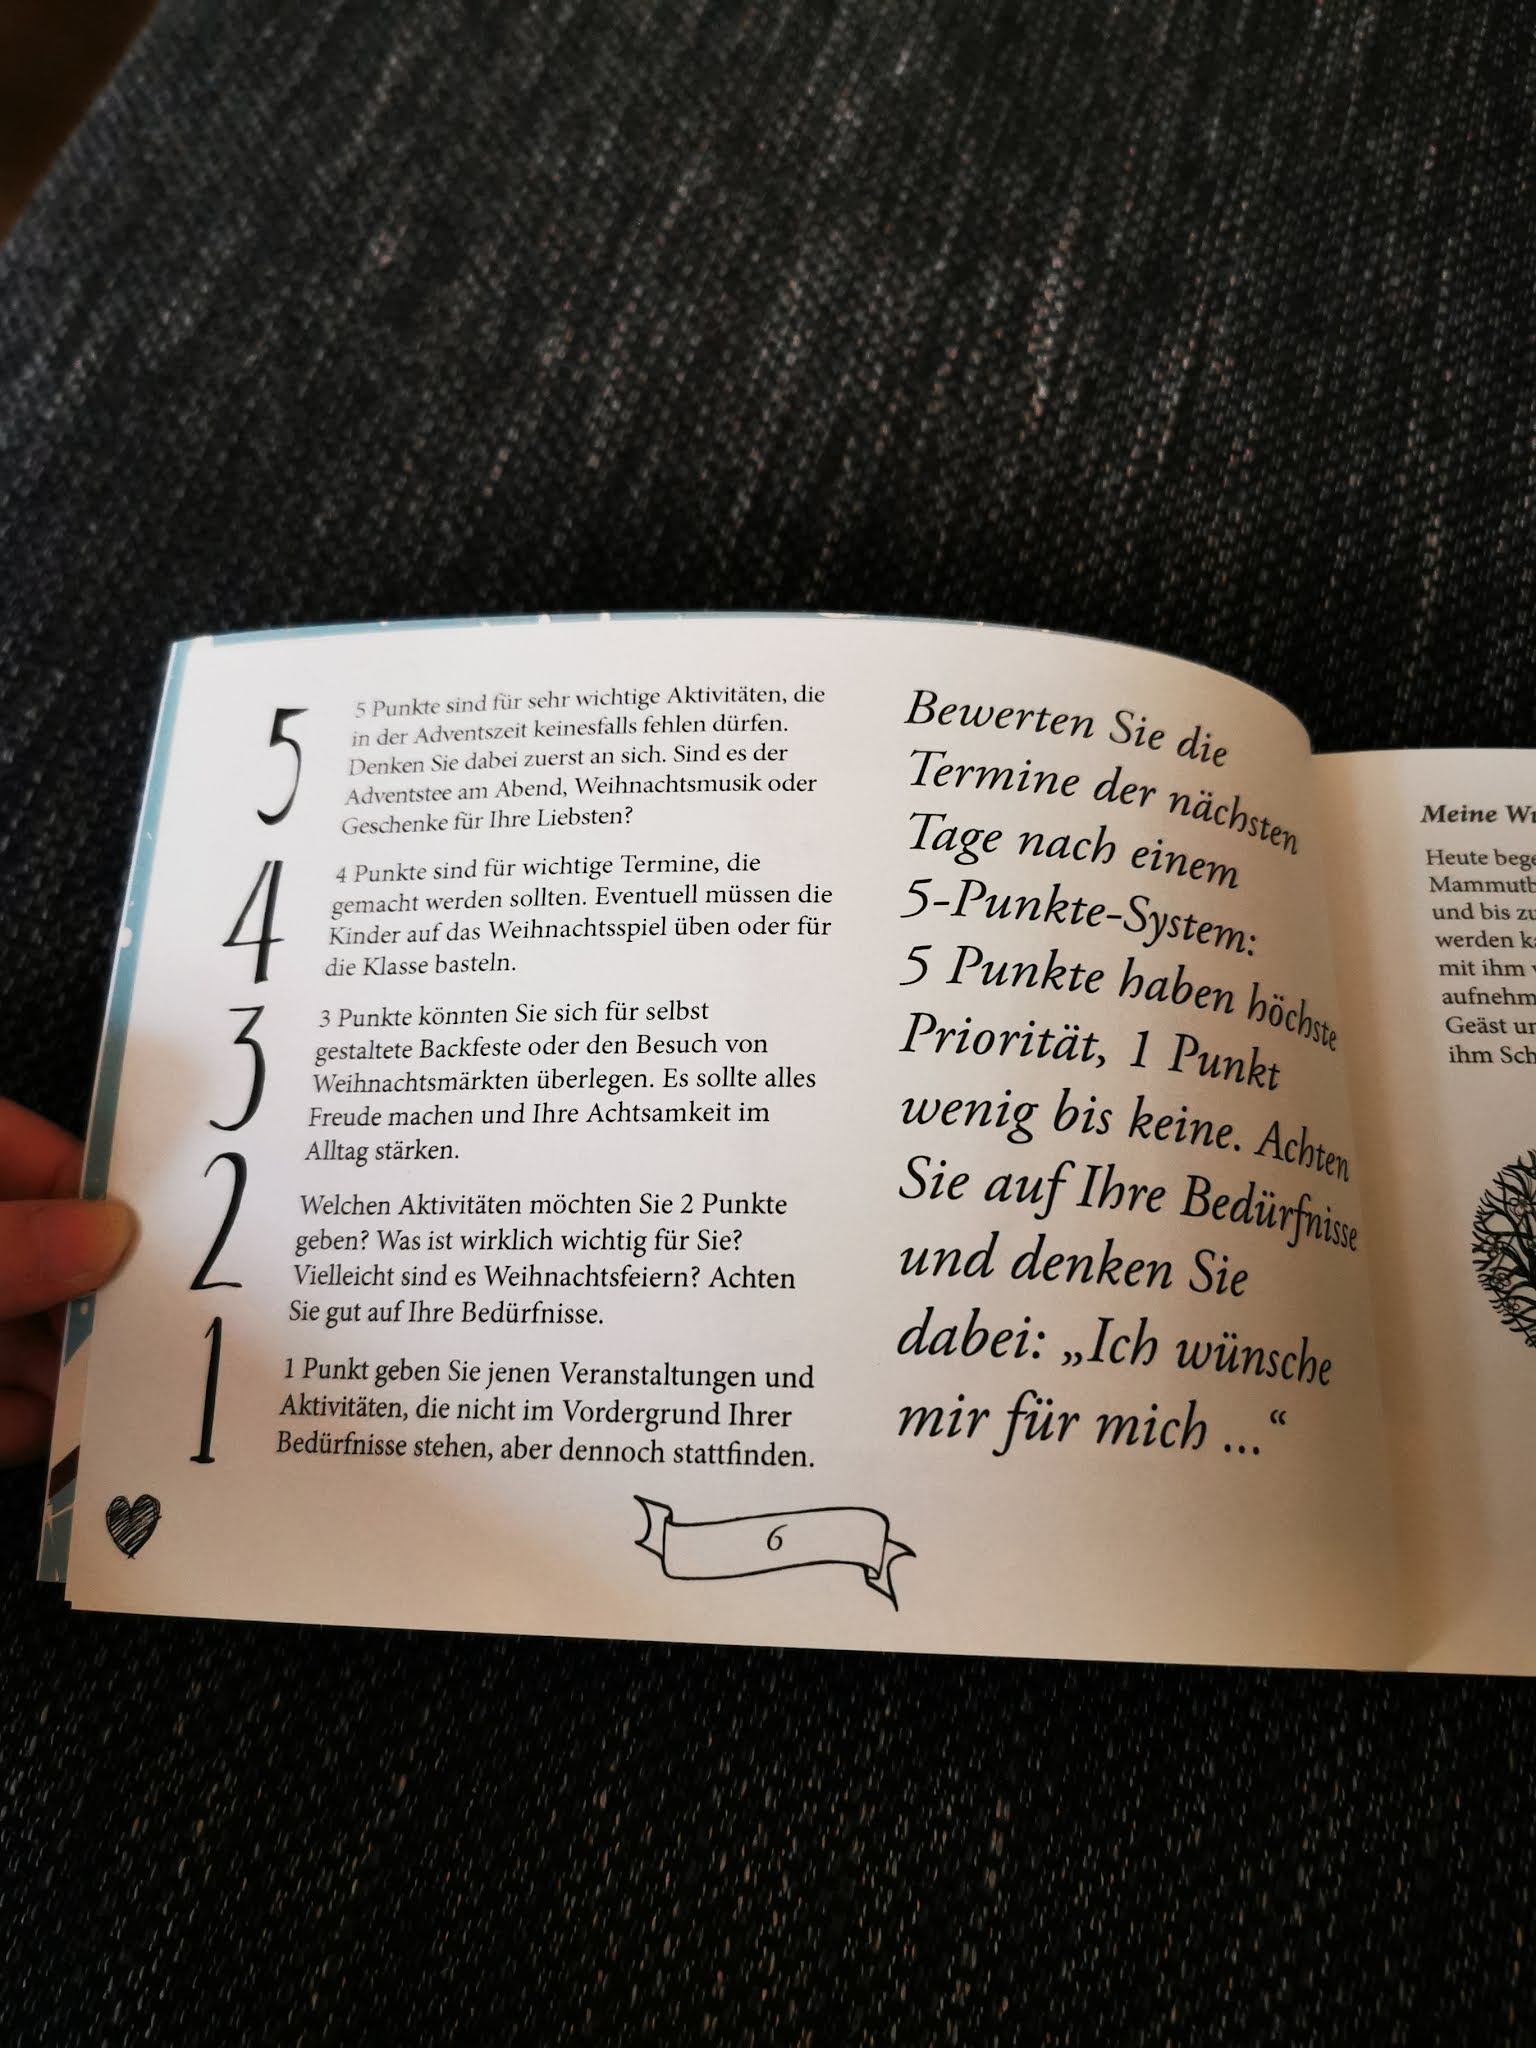 5
5 Punkte sind für sehr wichtige Aktivitäten, die
in der Adventszeit keinesfalls fehlen dürfen.
Denken Sie dabei zuerst an sich. Sind es der
Adventstee am Abend, Weihnachtsmusik oder
Geschenke für Ihre Liebsten?
4
4 Punkte sind für wichtige Termine, die
gemacht werden sollten. Eventuell müssen die
Kinder auf das Weihnachtsspiel üben oder für
die Klasse basteln.
3
3 Punkte könnten Sie sich für selbst
gestaltete Backfeste oder den Besuch von
Weihnachtsmärkten überlegen. Es sollte alles
Freude machen und Ihre Achtsamkeit im
Alltag stärken.
2
Welchen Aktivitäten möchten Sie 2 Punkte
geben? Was ist wirklich wichtig für Sie?
Vielleicht sind es Weihnachtsfeiern? Achten
Sie gut auf Ihre Bedürfnisse.
1
1 Punkt geben Sie jenen Veranstaltungen und
Aktivitäten, die nicht im Vordergrund Ihrer
Bedürfnisse stehen, aber dennoch stattfinden.
Bewerten Sie die
Termine der nächsten
Tage nach einem
5-Punkte-System:
5 Punkte haben höchste
Priorität, 1 Punkt
wenig bis keine. Achten
Sie auf Ihre Bedürfnisse
und denken Sie
dabei: „Ich wünsche
mir für mich ...“
6
Meine
Heute
und bis zu
werden
mit ihm
Geäst
ihm